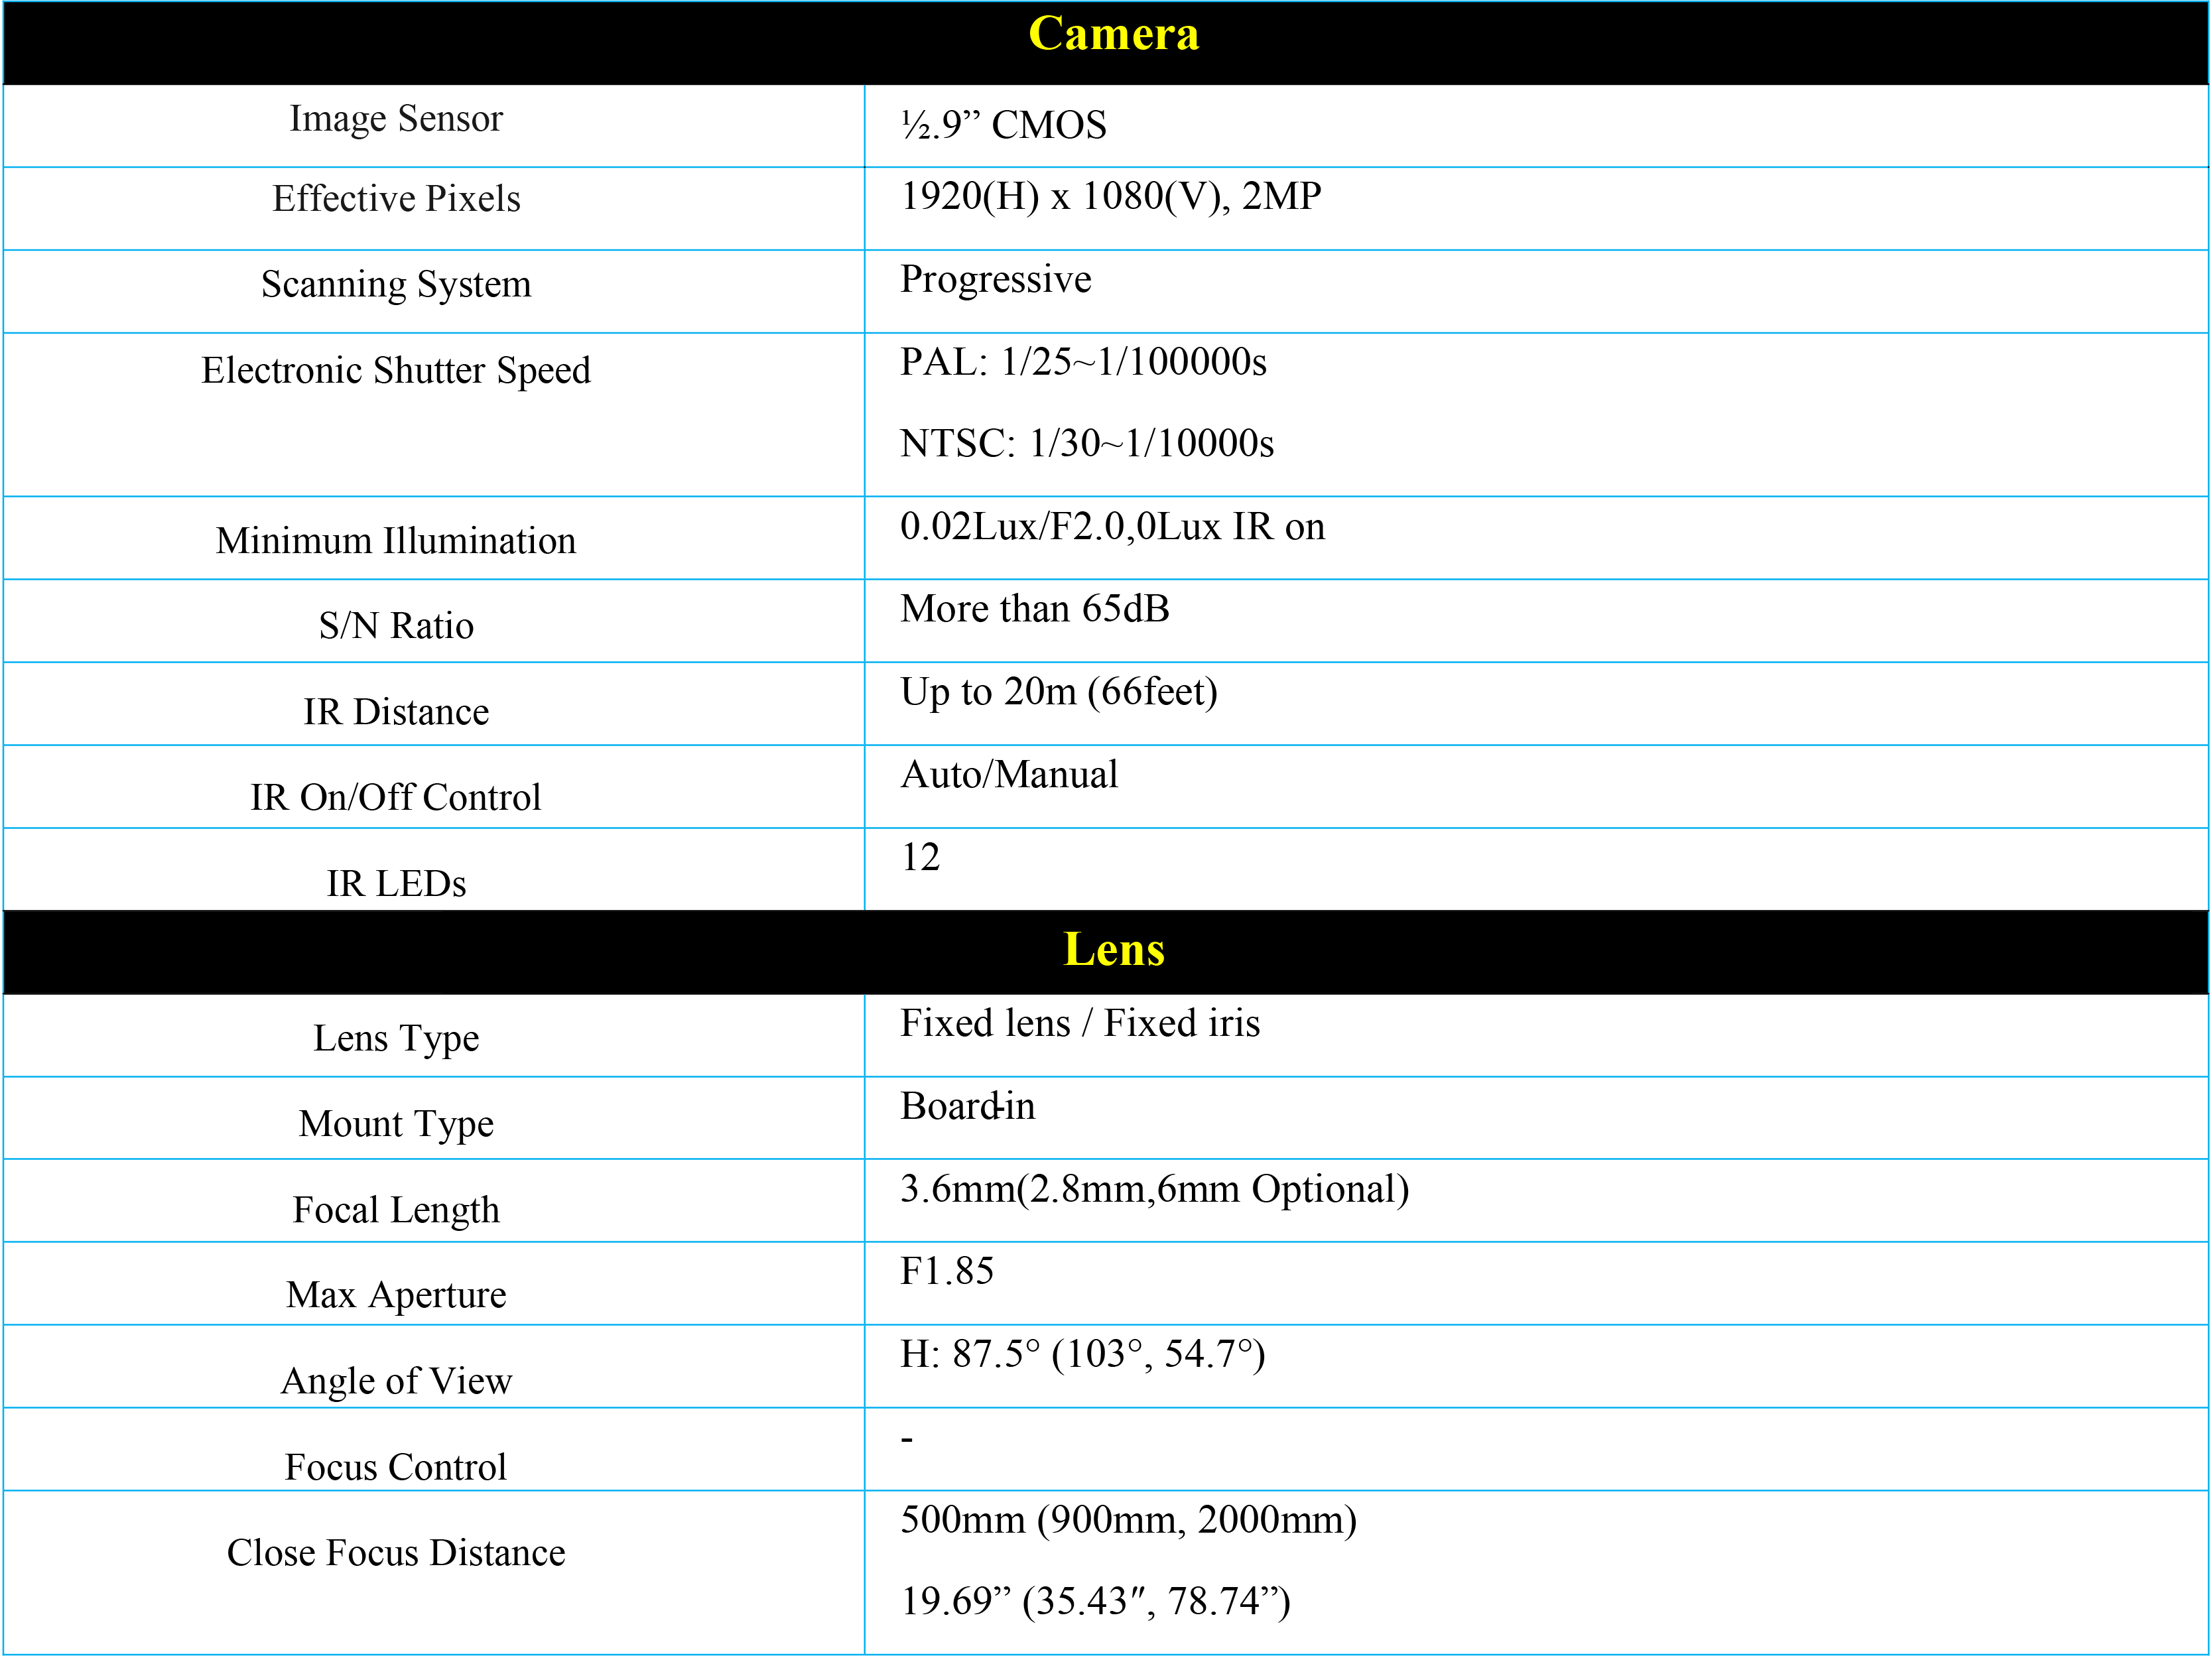 Camera
Image Sensor ½.9” CMOS
Effective Pixels 1920(H) x 1080(V), 2MP
Scanning System Progressive
Electronic Shutter Speed PAL: 1/25~1/100000s
NTSC: 1/30~1/10000s
Minimum Illumination 0.02Lux/F2.0,0Lux IR on
S/N Ratio More than 65dB
IR Distance Up to 20m (66feet)
IR On/Off Control Auto/Manual
IR LEDs 12
Lens
Lens Type Fixed lens / Fixed iris
Mount Type Board-in
Focal Length 3.6mm(2.8mm,6mm Optional)
Max Aperture F1.85
Angle of View H: 87.5° (103°, 54.7°)
Focus Control -
Close Focus Distance 500mm (900mm, 2000mm)
19.69” (35.43″, 78.74”)